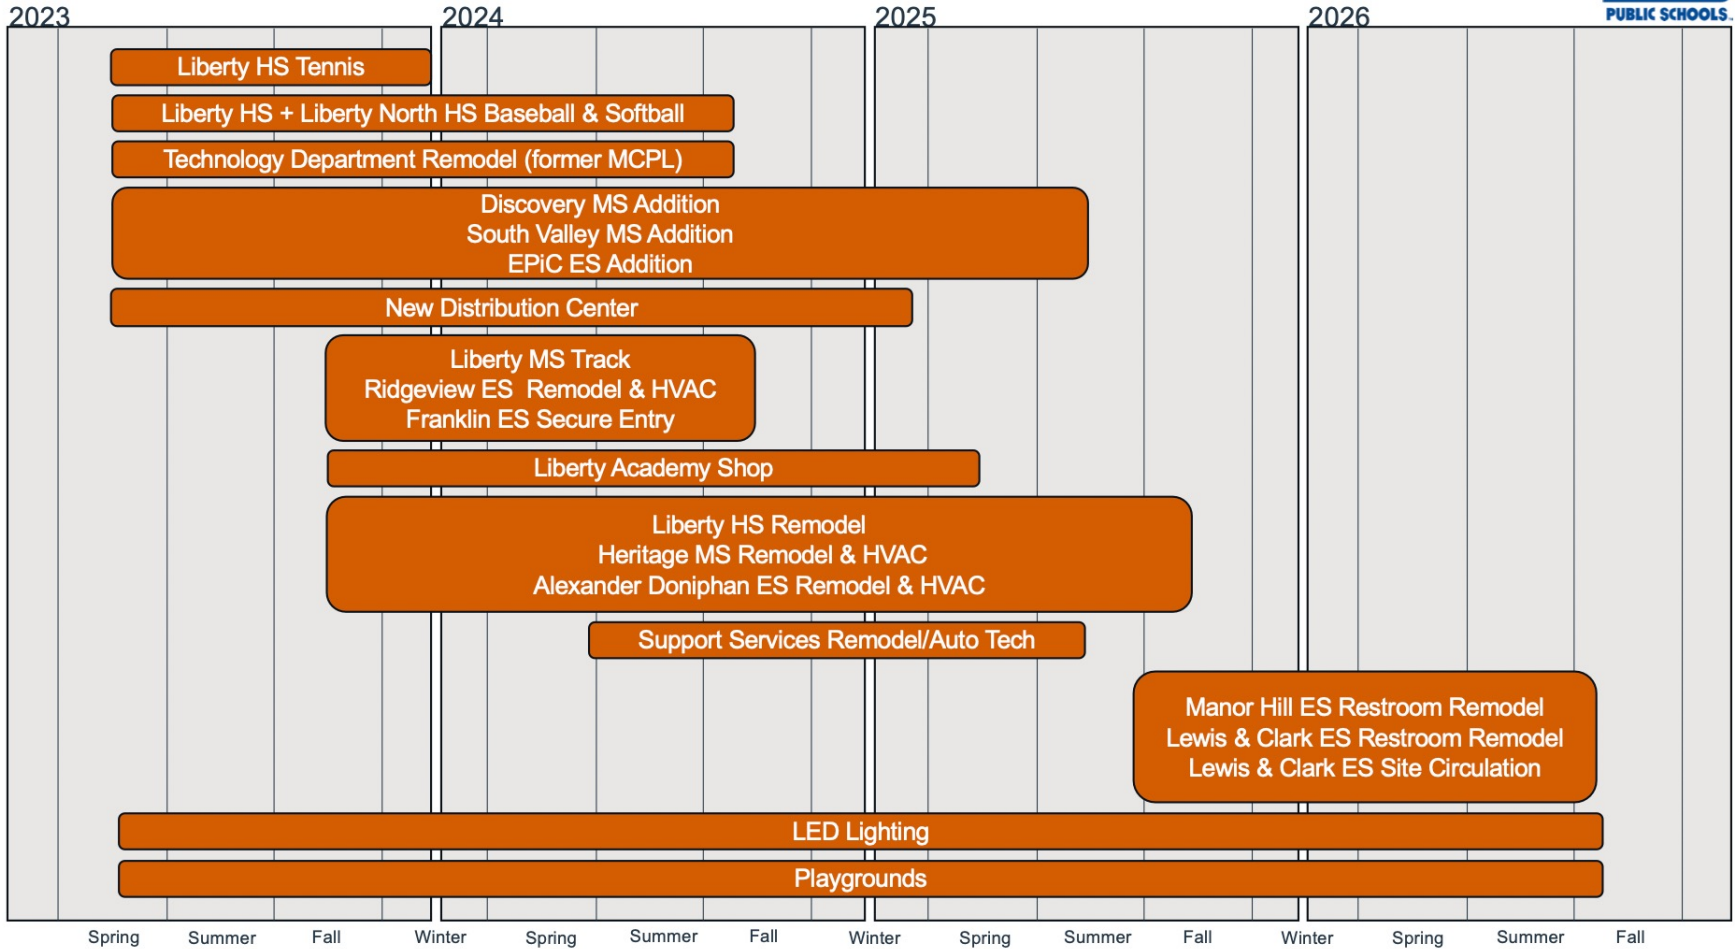 2023
2024
2025
2026
PUBLIC SCHOOLS
Liberty HS Tennis
Liberty HS + Liberty North HS Baseball & Softball
Technology Department Remodel (former MCPL)
Discovery MS Addition
South Valley MS Addition
EPiC ES Addition
New Distribution Center
Liberty MS Track
Ridgeview ES Remodel & HVAC
Franklin ES Secure Entry
Liberty Academy Shop
Liberty HS Remodel
Heritage MS Remodel & HVAC
Alexander Doniphan ES Remodel & HVAC
Support Services Remodel/Auto Tech
Manor Hill ES Restroom Remodel
Lewis & Clark ES Restroom Remodel
Lewis & Clark ES Site Circulation
LED Lighting
Playgrounds
Spring Summer Fall Winter Spring Summer Fall Winter Spring Summer Fall Winter Spring Summer Fall